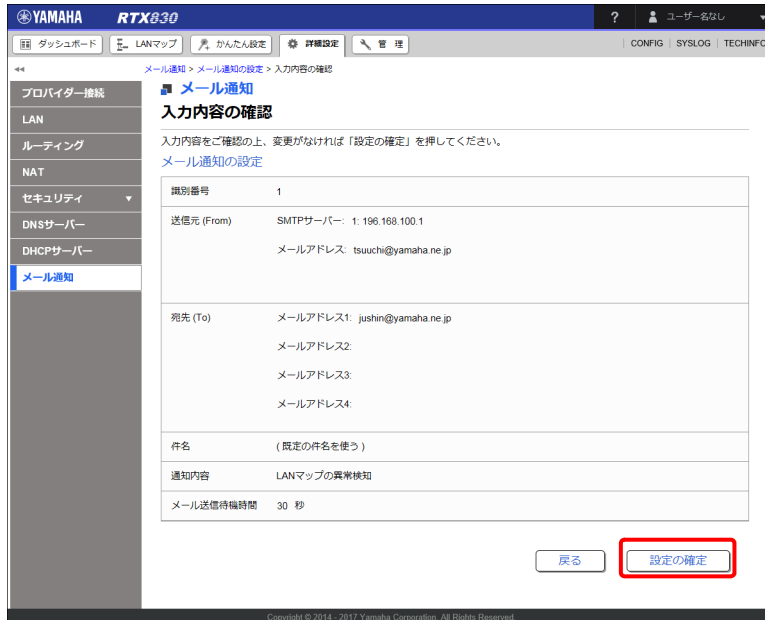 YAMAHA RTX830 ? ユーザー名なし
ダッシュボード LANマップ かんたん設定 詳細設定 管 理 CONFIG SYSLOG TECHINFO
メール通知 > メール通知の設定 > 入力内容の確認
プロバイダー接続
LAN
ルーティング
NAT
セキュリティ
DNSサーバー
DHCPサーバー
メール通知
メール通知
入力内容の確認
入力内容をご確認の上、変更がなければ「設定の確定」を押してください。
メール通知の設定
識別番号 1
送信元 (From) SMTPサーバー: 1: 196.168.100.1
メールアドレス: tsuuchi@yamaha.ne.jp
宛先 (To) メールアドレス1: jushin@yamaha.ne.jp
メールアドレス2:
メールアドレス3:
メールアドレス4:
件名 ( 既定の件名を使う )
通知内容 LANマップの異常検知
メール送信待機時間 30 秒
戻る 設定の確定
Copyright © 2014 - 2017 Yamaha Corporation. All Rights Reserved.